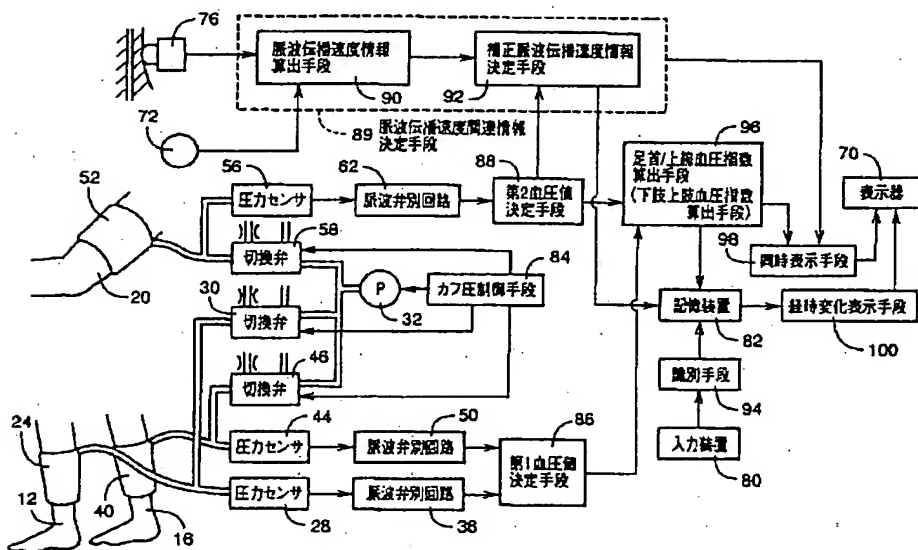 76
脈波伝播速度情報
算出手段
90
補正脈波伝播速度情報
決定手段
92
72
89 脈波伝播速度関連情報
決定手段
96
足首/上腕血圧指数
算出手段
(下肢上肢血圧指数
算出手段)
70
表示器
52
56
圧力センサ
62
脈波弁別回路
88
第2血圧値
決定手段
98
同時表示手段
58
切換弁
20
84
カフ圧制御手段
P
32
30
切換弁
記憶装置
82
経時変化表示手段
100
46
切換弁
識別手段
94
24
44
圧力センサ
50
脈波弁別回路
86
第1血圧値
決定手段
入力装置
80
12
40
16
圧力センサ
28
脈波弁別回路
38